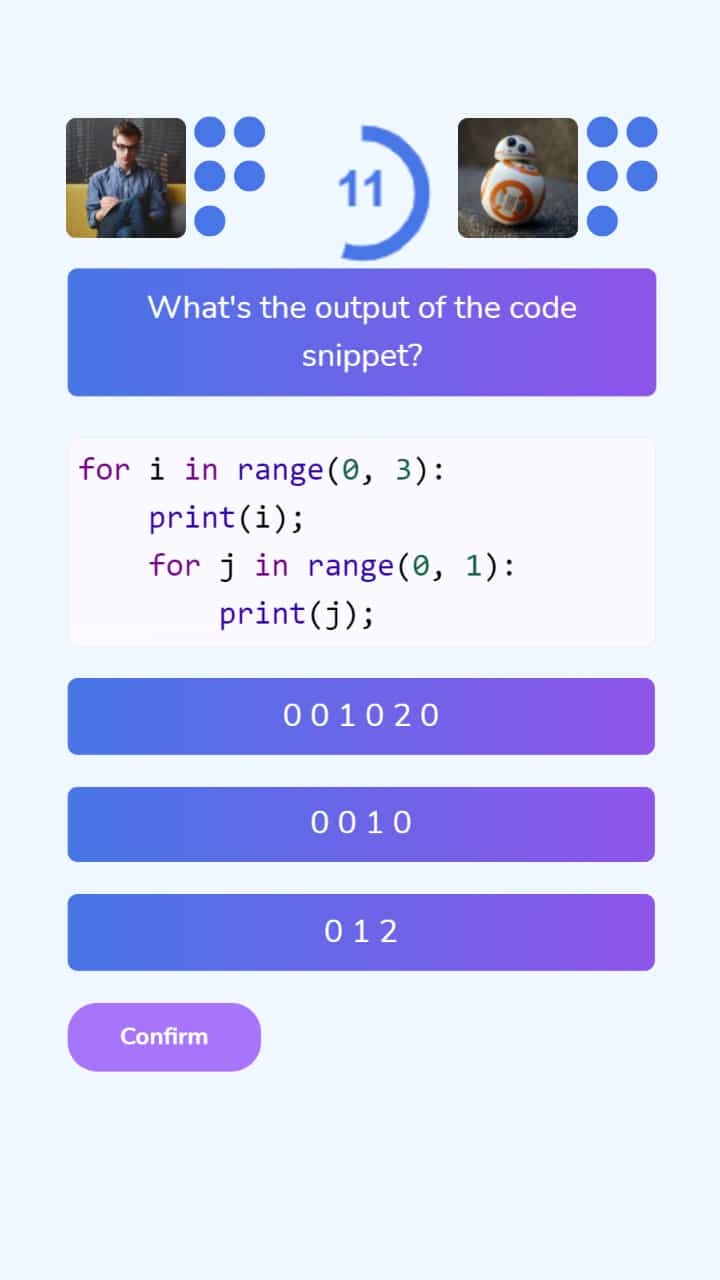 11
What's the output of the code
snippet?
for i in range(0, 3):
    print(i);
    for j in range(0, 1):
        print(j);
0 0 1 0 2 0
0 0 1 0
0 1 2
Confirm